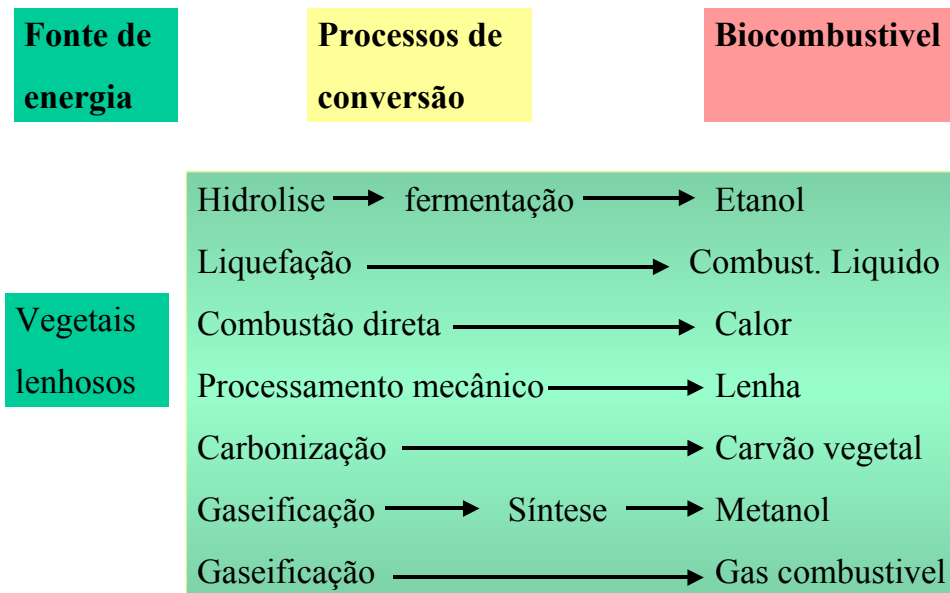 Fonte de
energia
Processos de
conversão
Biocombustivel
Vegetais
lenhosos
Hidrolise fermentação Etanol
Liquefação Combust. Liquido
Combustão direta Calor
Processamento mecânico Lenha
Carbonização Carvão vegetal
Gaseificação Síntese Metanol
Gaseificação Gas combustivel